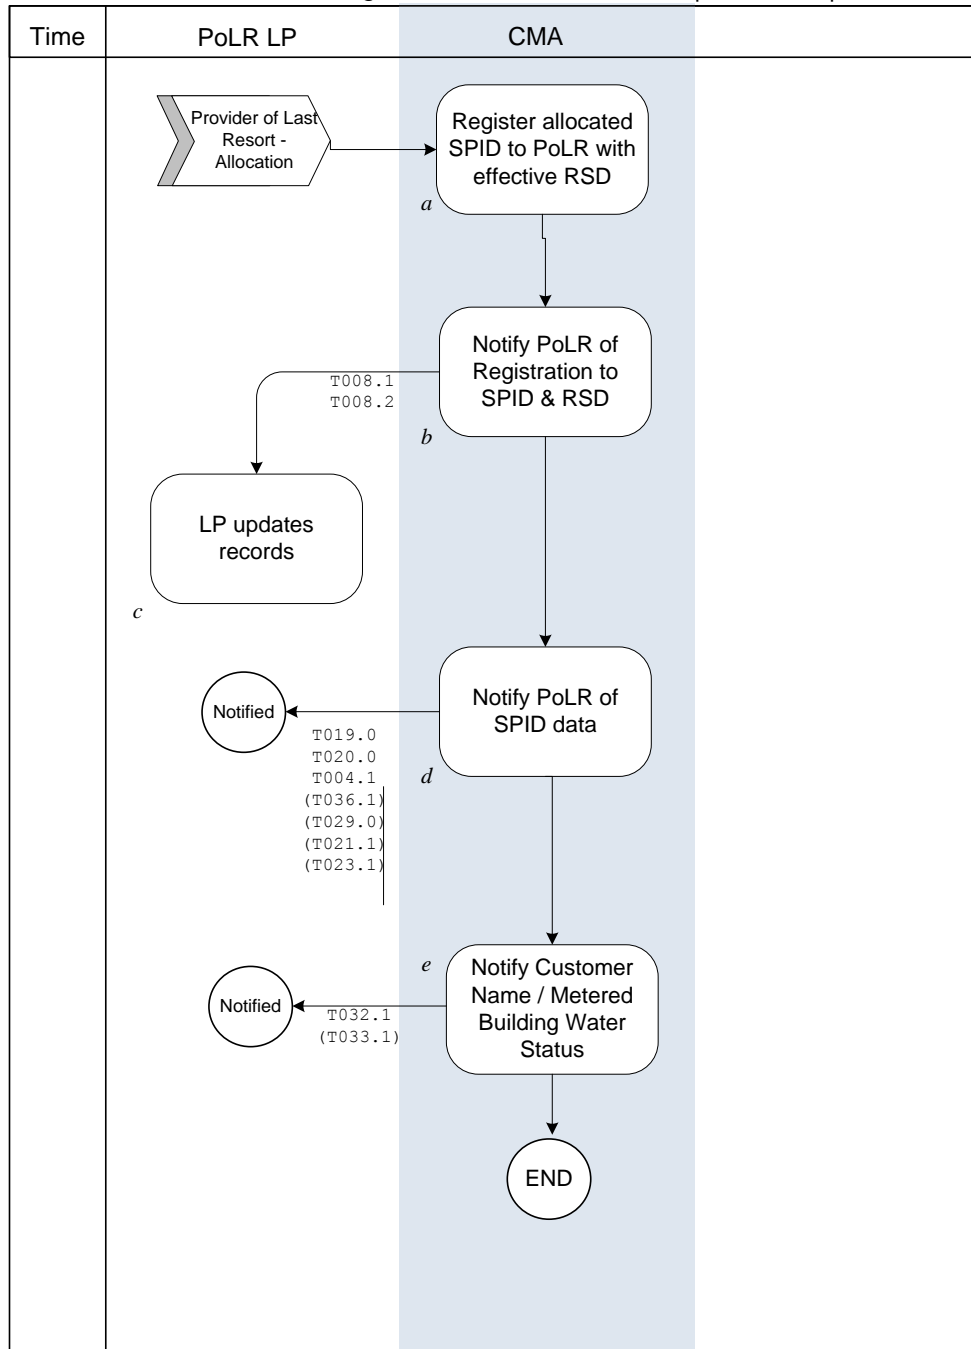 Time
PoLR LP
CMA
Provider of Last
Resort -
Allocation
Register allocated
SPID to PoLR with
effective RSD
a
Notify PoLR of
Registration to
SPID & RSD
T008.1
T008.2
b
LP updates
records
c
Notify PoLR of
SPID data
Notified
T019.0
T020.0
T004.1
(T036.1)
(T029.0)
(T021.1)
(T023.1)
d
e
Notify Customer
Name / Metered
Building Water
Status
Notified
T032.1
(T033.1)
END